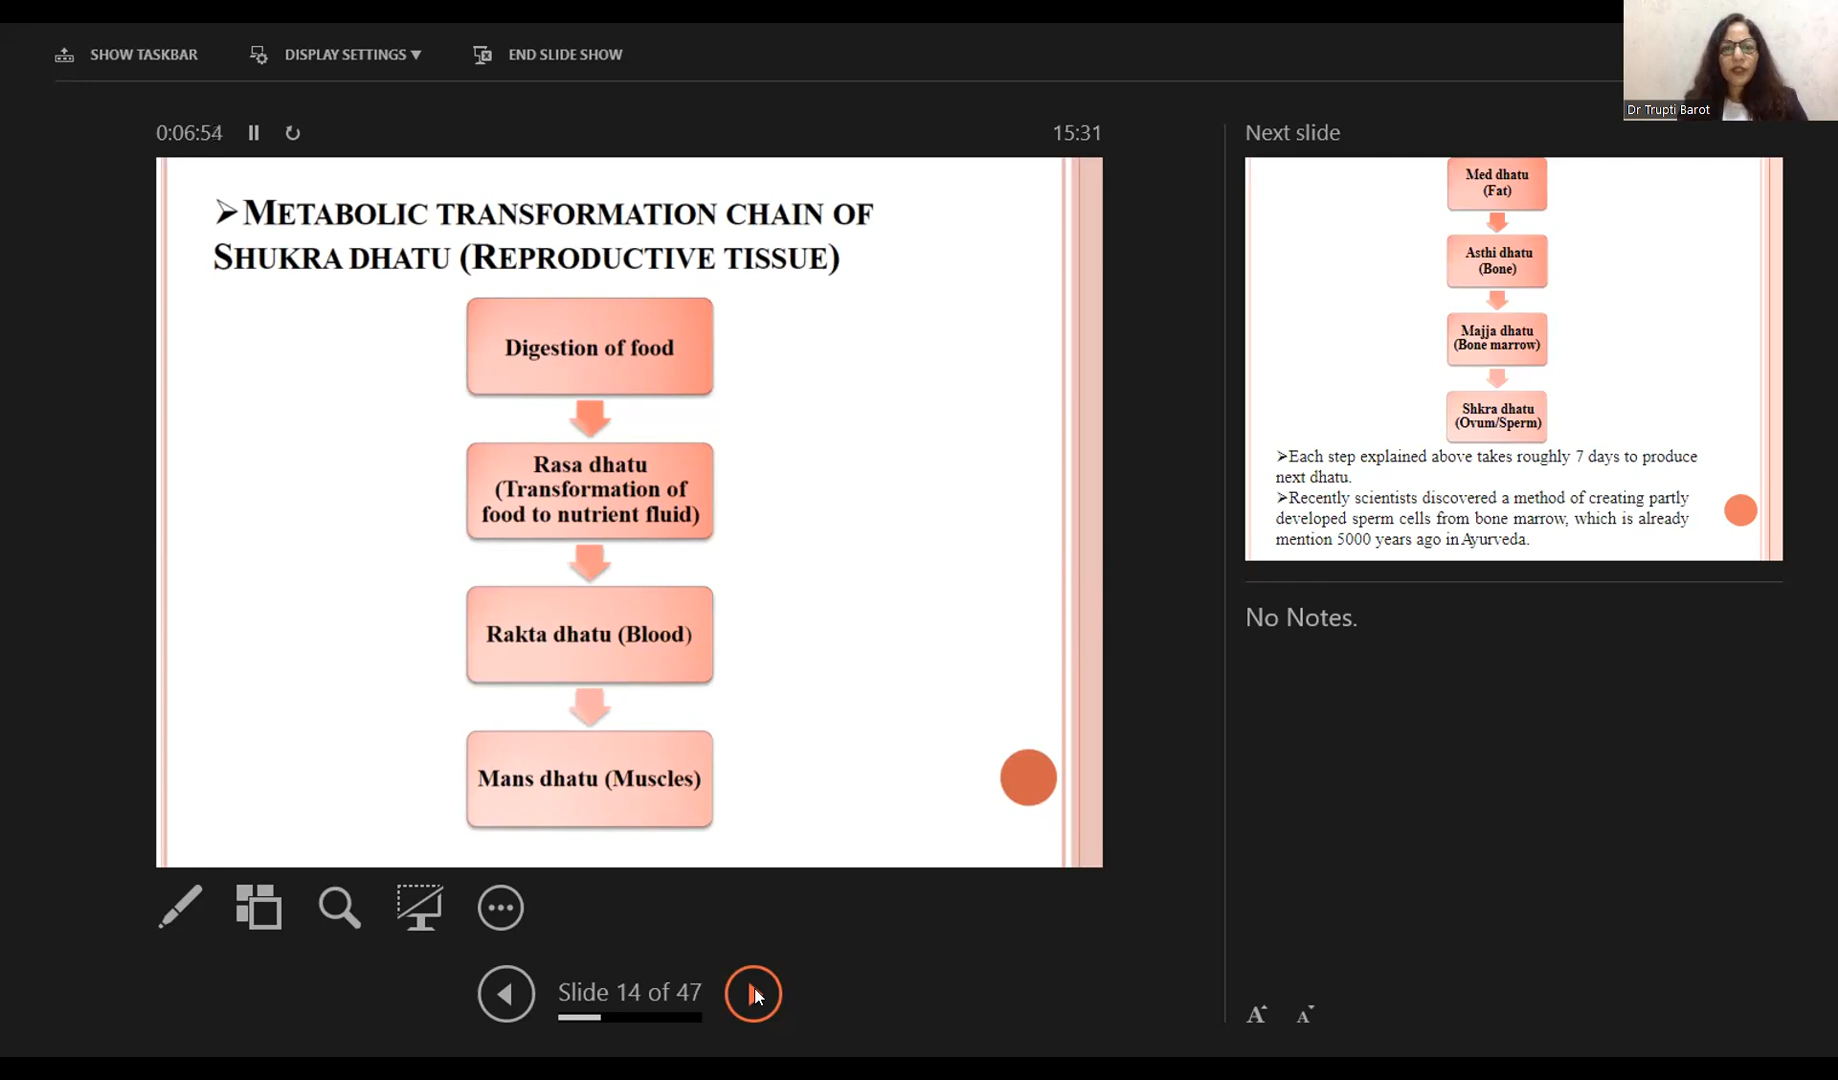 SHOW TASKBAR
DISPLAY SETTINGS ▼
END SLIDE SHOW
Dr Trupti Barot
0:06:54
15:31
➢METABOLIC TRANSFORMATION CHAIN OF
SHUKRA DHATU (REPRODUCTIVE TISSUE)
Digestion of food
Rasa dhatu
(Transformation of
food to nutrient fluid)
Rakta dhatu (Blood)
Mans dhatu (Muscles)
Slide 14 of 47
Next slide
Med dhatu
(Fat)
Asthi dhatu
(Bone)
Majja dhatu
(Bone marrow)
Shkra dhatu
(Ovum/Sperm)
➢Each step explained above takes roughly 7 days to produce
next dhatu.
➢Recently scientists discovered a method of creating partly
developed sperm cells from bone marrow, which is already
mention 5000 years ago in Ayurveda.
No Notes.
A A